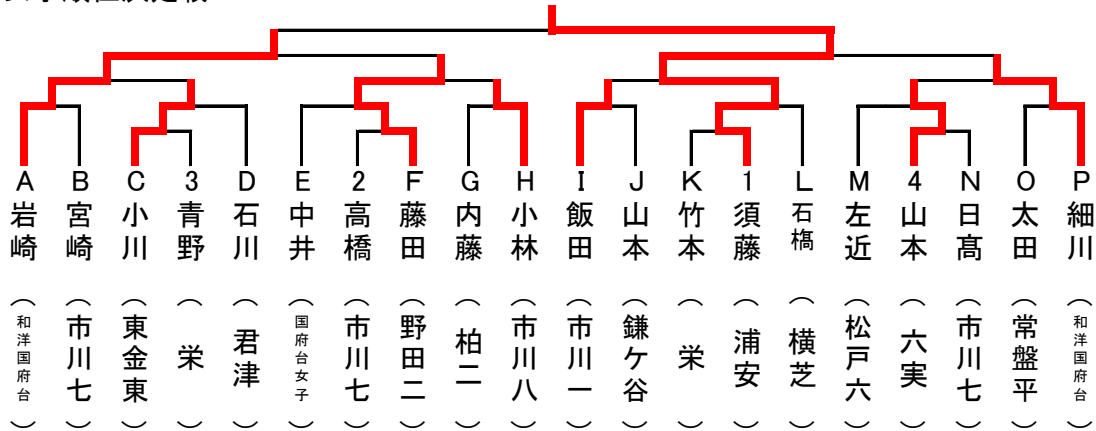 A B C 3 D E 2 F G H I J K 1 L M 4 N O P
岩崎 宮崎 小川 青野 石川 中井 高橋 藤田 内藤 小林 飯田 山本 竹本 須藤 石槗 左近 山本 日髙 太田 細川
（和洋国府台） （市川七） （東金東） （栄） （君津） （国府台女子） （市川七） （野田二） （柏二） （市川八） （市川一） （鎌ケ谷） （栄） （浦安） （横芝） （松戸六） （六実） （市川七） （常盤平） （和洋国府台）